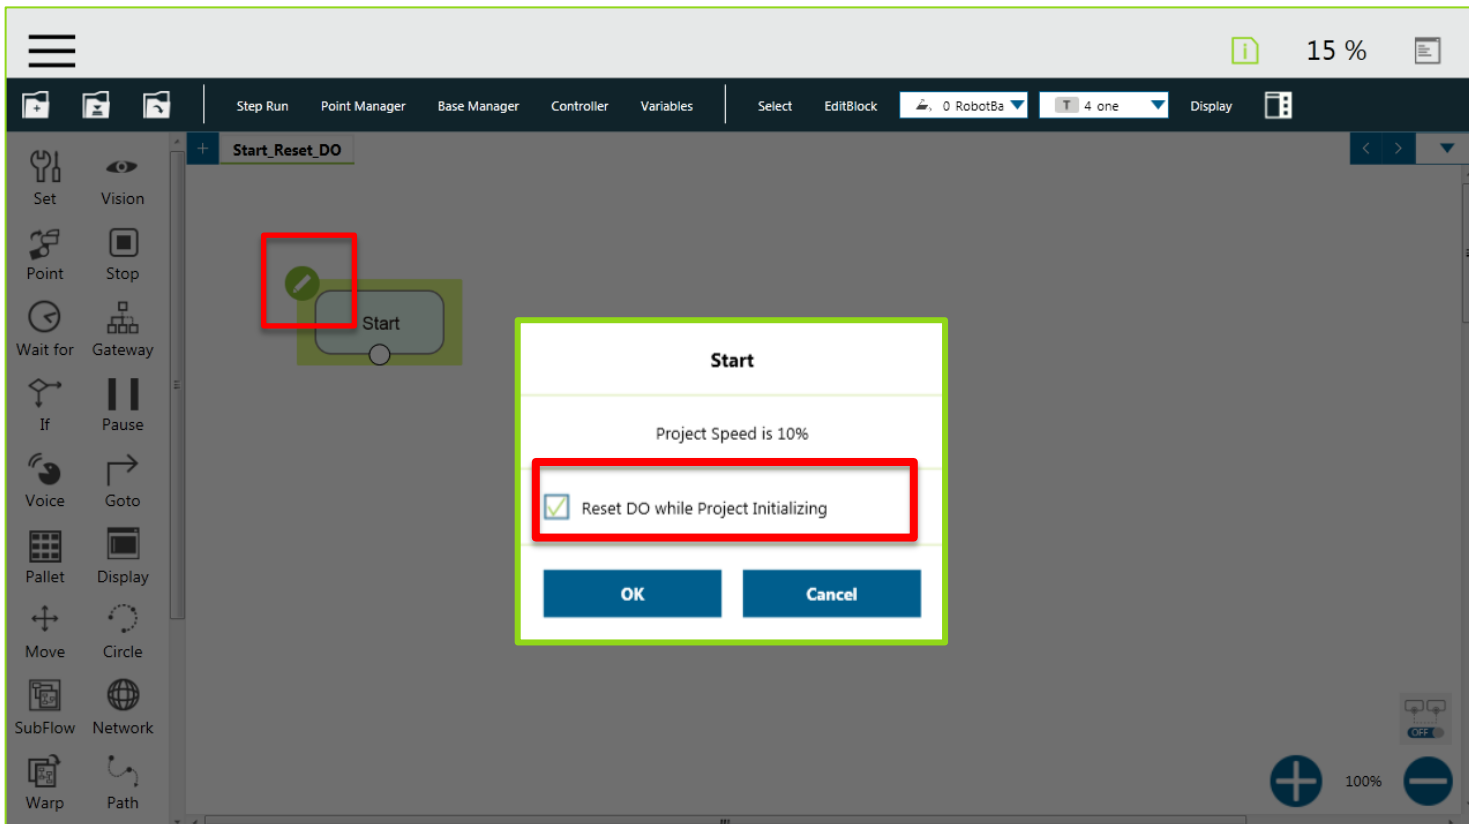 15 %
Step Run Point Manager Base Manager Controller Variables Select EditBlock 0 RobotBa T 4 one Display
+ Start_Reset_DO
Set Vision
Point Stop
Wait for Gateway
If Pause
Voice Goto
Pallet Display
Move Circle
SubFlow Network
Warp Path
Start
Start
Project Speed is 10%
Reset DO while Project Initializing
OK Cancel
OFF
100%